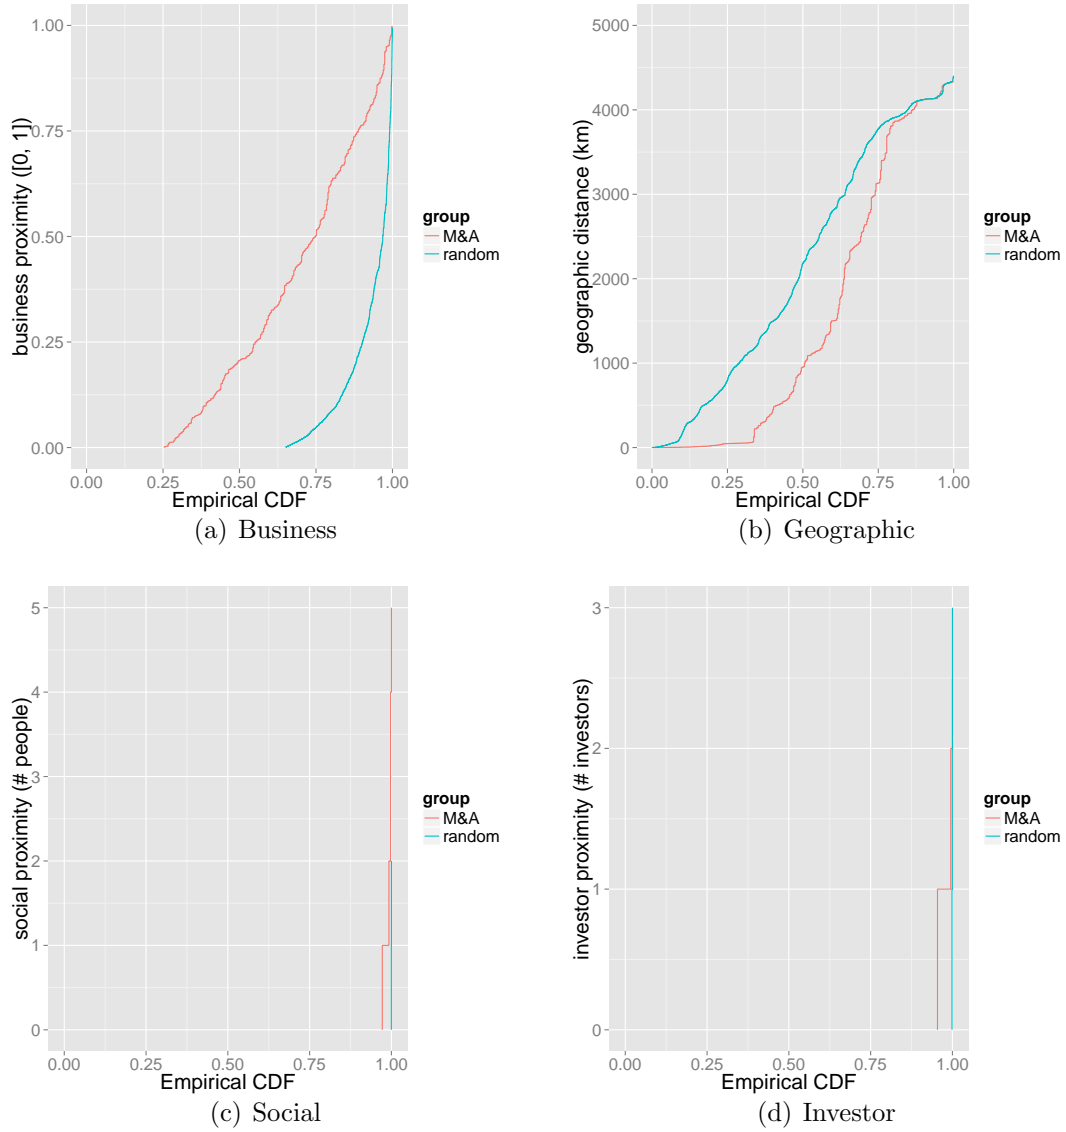 1.00
0.75
0.50
0.25
0.00
business proximity ([0, 1])
0.00 0.25 0.50 0.75 1.00
Empirical CDF
group
M&A
random
(a) Business
5000
4000
3000
2000
1000
0
geographic distance (km)
0.00 0.25 0.50 0.75 1.00
Empirical CDF
group
M&A
random
(b) Geographic
5
4
3
2
1
0
social proximity (# people)
0.00 0.25 0.50 0.75 1.00
Empirical CDF
group
M&A
random
(c) Social
3
2
1
0
investor proximity (# investors)
0.00 0.25 0.50 0.75 1.00
Empirical CDF
group
M&A
random
(d) Investor